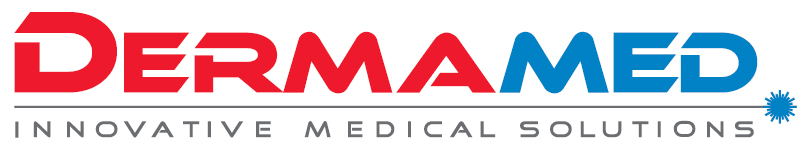 DERMAMED
INNOVATIVE MEDICAL SOLUTIONS